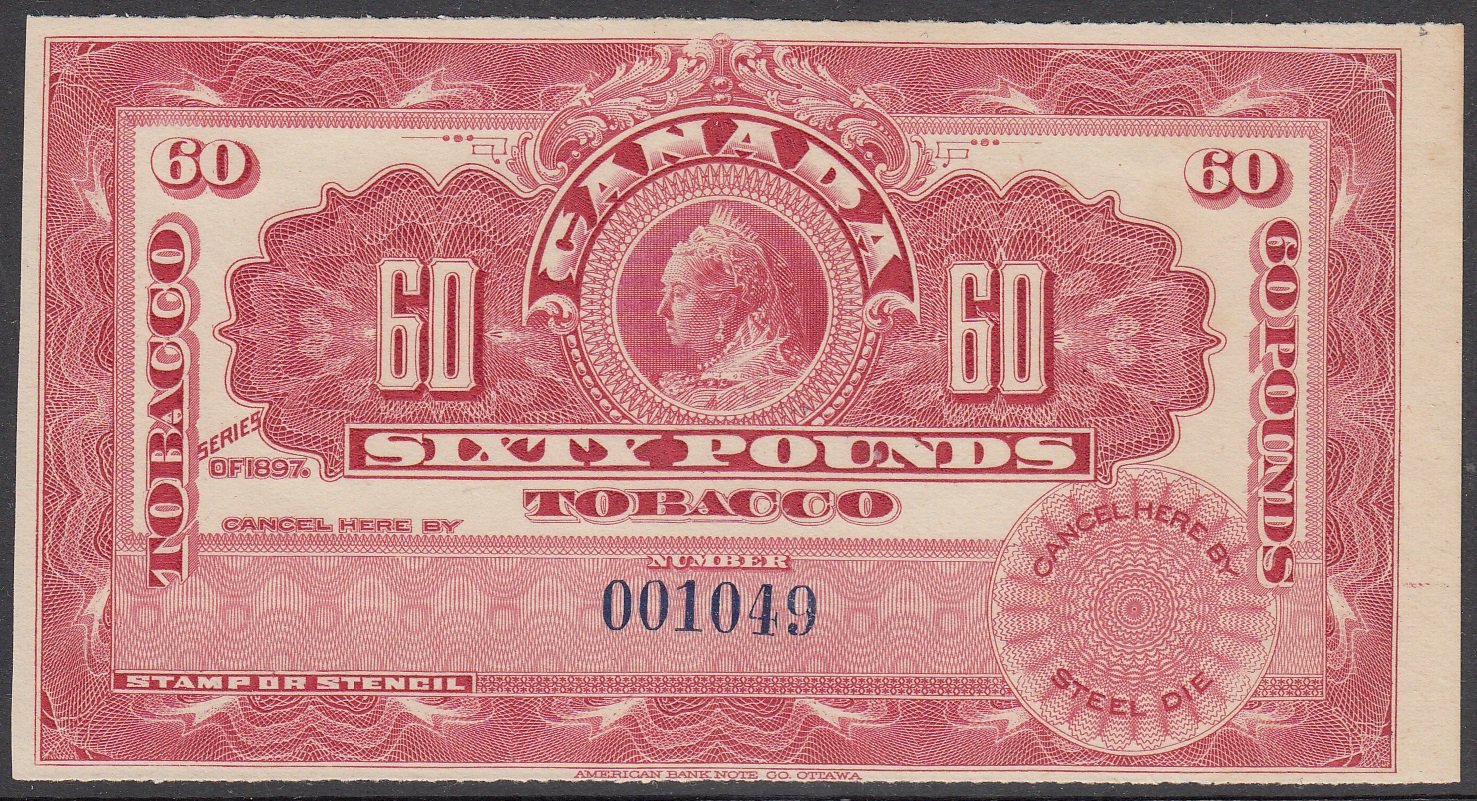 CANADA
60
60
TOBACCO
60
60
60 POUNDS
SERIES
OF 1897.
SIXTY POUNDS
TOBACCO
CANCEL HERE BY
NUMBER
001049
STAMP OR STENCIL
CANCEL HERE BY
STEEL DIE
AMERICAN BANK NOTE CO. OTTAWA